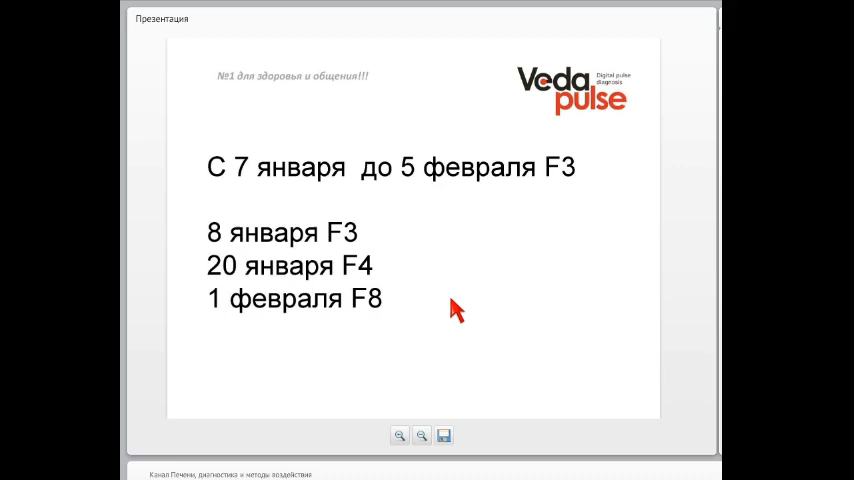 Презентация
№1 для здоровья и общения!!!
Veda Digital pulse
diagnosis
pulse
С 7 января до 5 февраля F3
8 января F3
20 января F4
1 февраля F8
Канал Печени, диагностика и методы воздействия